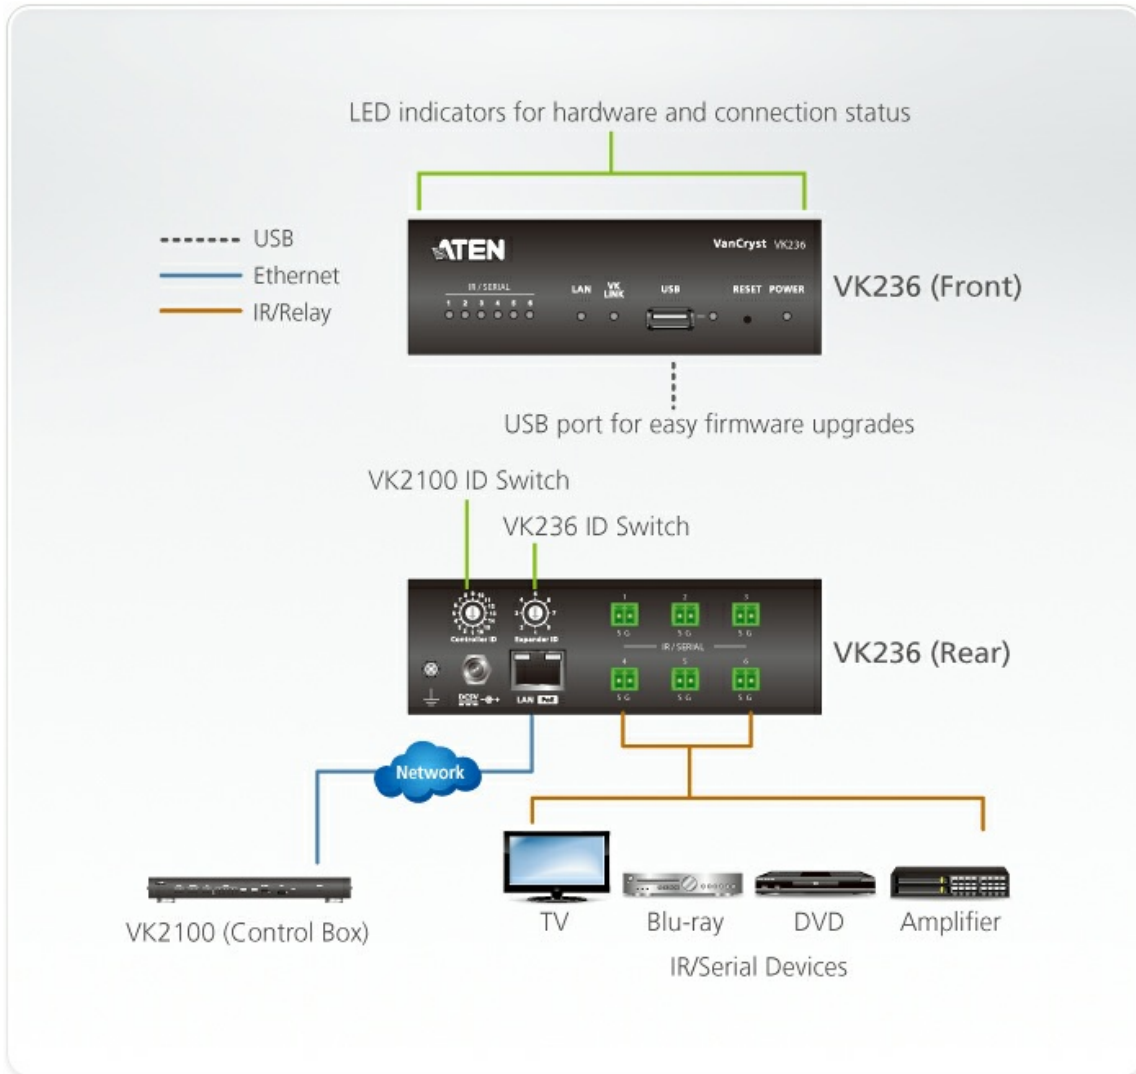 LED indicators for hardware and connection status
USB
Ethernet
IR/Relay
ATEN
VanCryst VK236
IR / SERIAL
1 2 3 4 5 6
LAN
VK LINK
USB
RESET
POWER
VK236 (Front)
USB port for easy firmware upgrades
VK2100 ID Switch
VK236 ID Switch
Controller ID
Expander ID
1 2 3
S G S G S G
IR / SERIAL
4 5 6
S G S G S G
DC5V
LAN PoE
VK236 (Rear)
Network
VK2100 (Control Box)
TV
Blu-ray
DVD
Amplifier
IR/Serial Devices